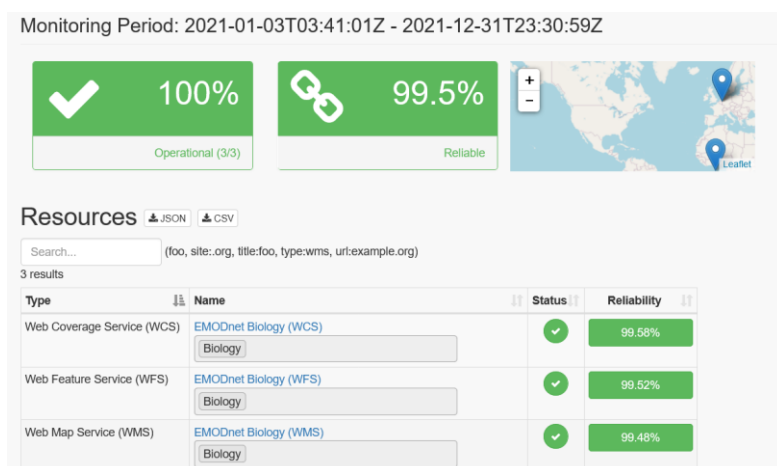 Monitoring Period: 2021-01-03T03:41:01Z - 2021-12-31T23:30:59Z
100%
Operational (3/3)
99.5%
Reliable
+
−
Leaflet
Resources JSON CSV
Search... (foo, site:.org, title:foo, type:wms, url:example.org)
3 results
Type Name Status Reliability
Web Coverage Service (WCS) EMODnet Biology (WCS) 99.58%
Biology
Web Feature Service (WFS) EMODnet Biology (WFS) 99.52%
Biology
Web Map Service (WMS) EMODnet Biology (WMS) 99.48%
Biology